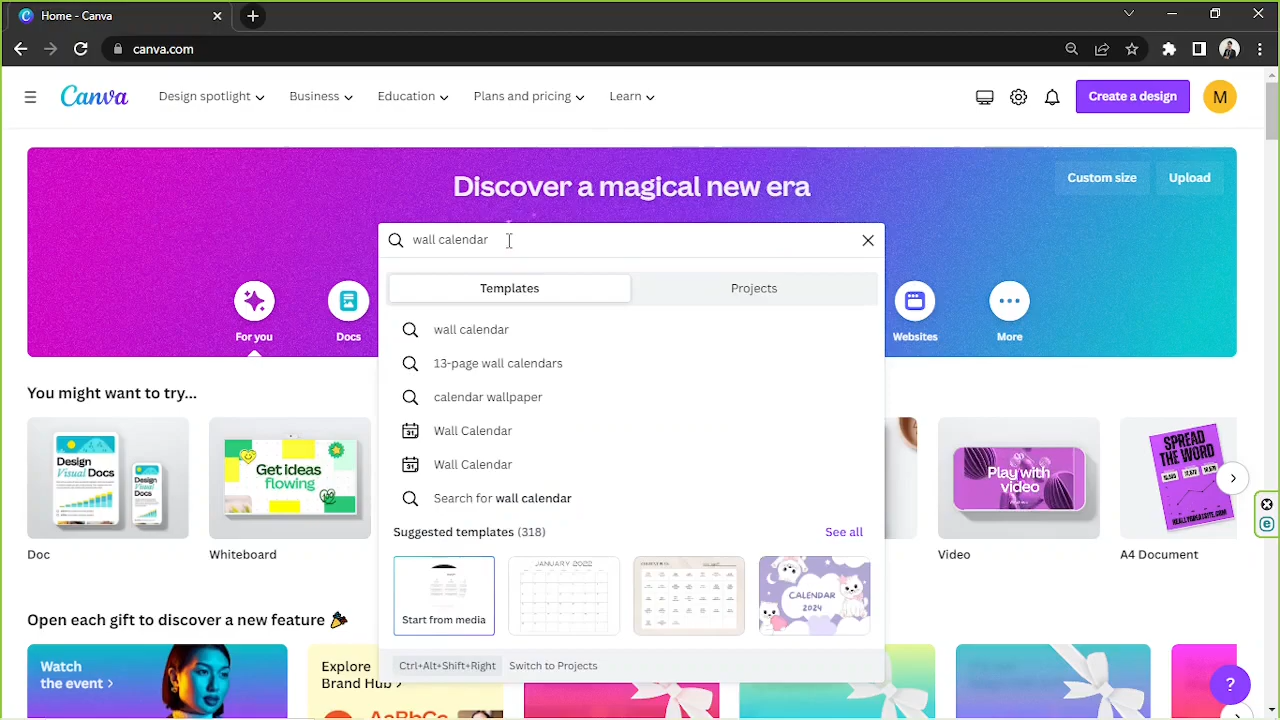 Home - Canva
canva.com
Canva
Design spotlight
Business
Education
Plans and pricing
Learn
Create a design
M
Discover a magical new era
Custom size
Upload
wall calendar
Templates
Projects
For you
Docs
Websites
More
wall calendar
13-page wall calendars
calendar wallpaper
Wall Calendar
Wall Calendar
Search for wall calendar
Suggested templates (318)
See all
JANUARY 2022
CALENDAR
2024
Start from media
Ctrl+Alt+Shift+Right
Switch to Projects
You might want to try...
Design
Visual Docs
Get ideas
flowing
Play with
video
SPREAD
THE WORD
Doc
Whiteboard
Video
A4 Document
Open each gift to discover a new feature
Watch
the event >
Explore
Brand Hub
AaBbC
?